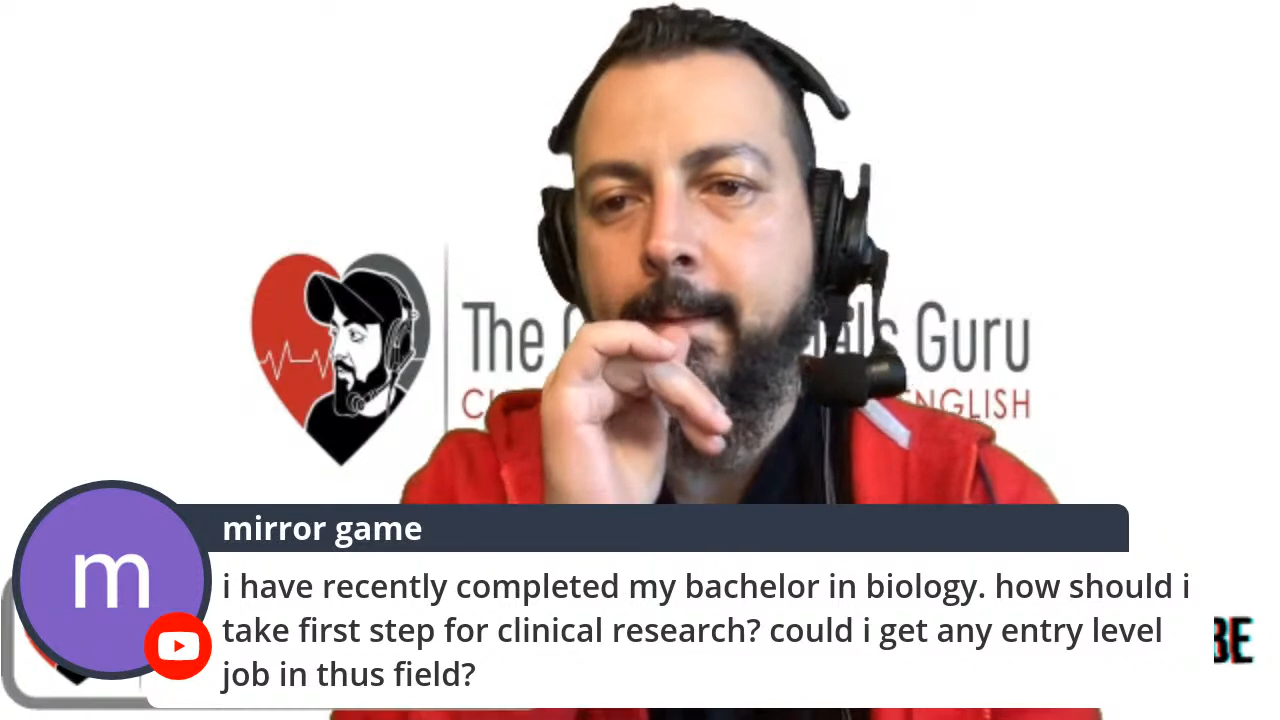 The
ls Guru
ENGLISH
m
mirror game
i have recently completed my bachelor in biology. how should i
take first step for clinical research? could i get any entry level
job in thus field?
BE